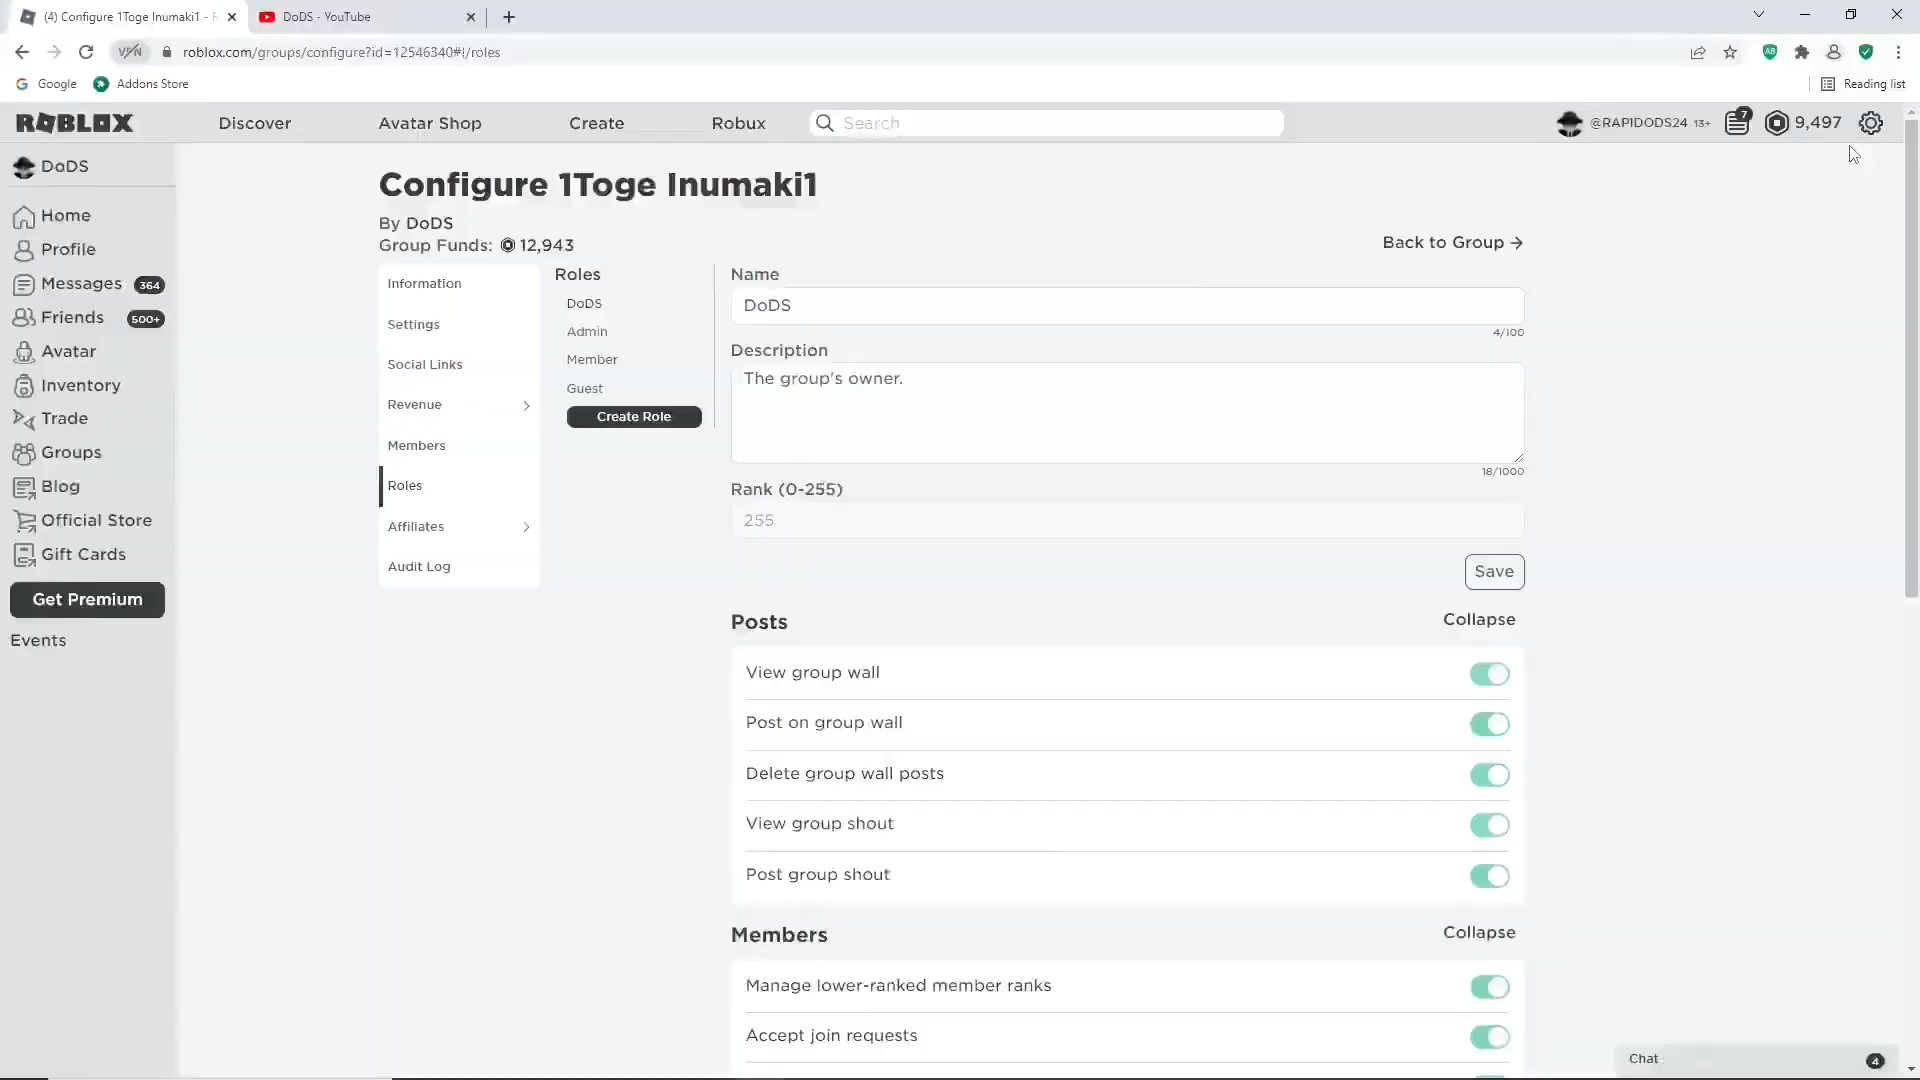 (4) Configure 1Toge Inumaki1 - R
DoDS - YouTube
VPN
roblox.com/groups/configure?id=12546340#!/roles
Google
Addons Store
Reading list
ROBLOX
Discover
Avatar Shop
Create
Robux
Search
@RAPIDODS24 13+
7
9,497
DoDS
Home
Profile
Messages 364
Friends 500+
Avatar
Inventory
Trade
Groups
Blog
Official Store
Gift Cards
Get Premium
Events
Configure 1Toge Inumaki1
By DoDS
Group Funds: 12,943
Back to Group →
Information
Settings
Social Links
Revenue
Members
Roles
Affiliates
Audit Log
Roles
DoDS
Admin
Member
Guest
Create Role
Name
DoDS
4/100
Description
The group's owner.
18/1000
Rank (0-255)
255
Save
Posts
Collapse
View group wall
Post on group wall
Delete group wall posts
View group shout
Post group shout
Members
Collapse
Manage lower-ranked member ranks
Accept join requests
Chat
4